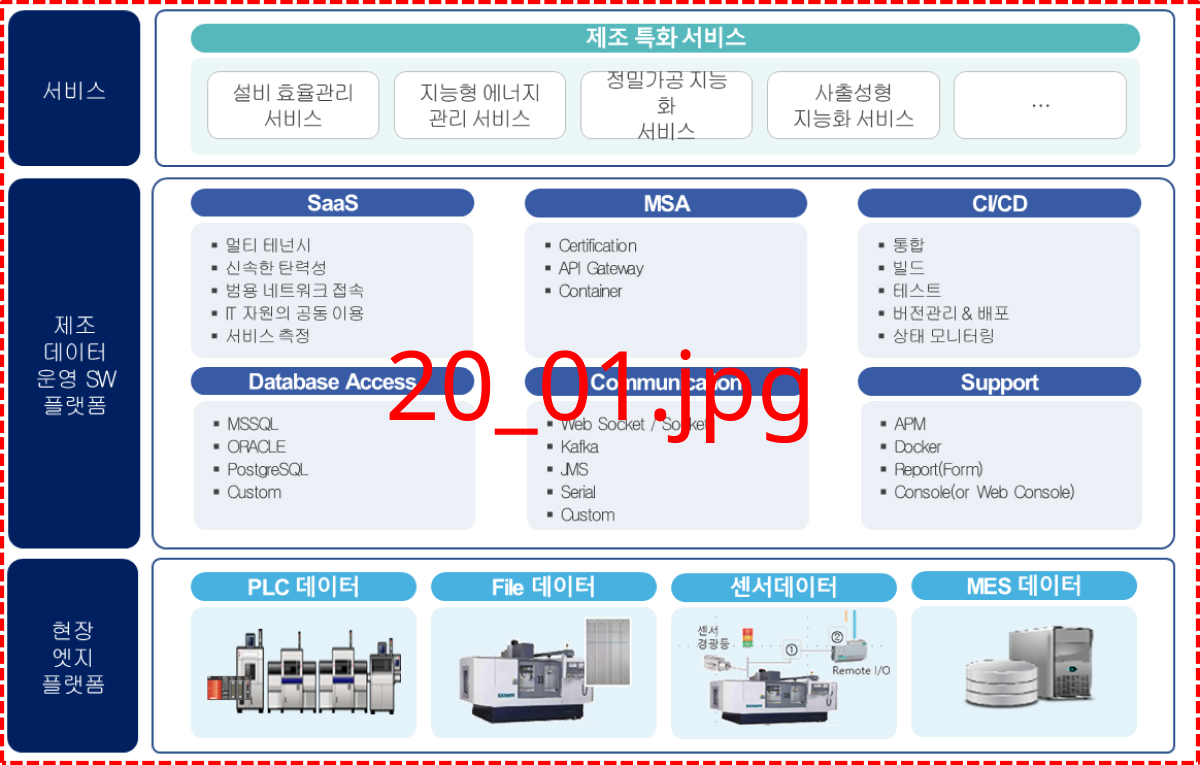 서비스
제조 특화 서비스
설비 효율관리
서비스
지능형 에너지
관리 서비스
정밀가공 지능
화
서비스
사출성형
지능화 서비스
...
제조
데이터
운영 SW
플랫폼
SaaS
▪ 멀티 테넌시
▪ 신속한 탄력성
▪ 범용 네트워크 접속
▪ IT 자원의 공동 이용
▪ 서비스 측정
MSA
▪ Certification
▪ API Gateway
▪ Container
CI/CD
▪ 통합
▪ 빌드
▪ 테스트
▪ 버전관리 & 배포
▪ 상태 모니터링
20_01.jpg
Database Access
▪ MSSQL
▪ ORACLE
▪ PostgreSQL
▪ Custom
Communication
▪ Web Socket / Socket
▪ Kafka
▪ JMS
▪ Serial
▪ Custom
Support
▪ APM
▪ Docker
▪ Report(Form)
▪ Console(or Web Console)
현장
엣지
플랫폼
PLC 데이터
File 데이터
센서데이터
센서
경광등
①
②
Remote I/O
MES 데이터